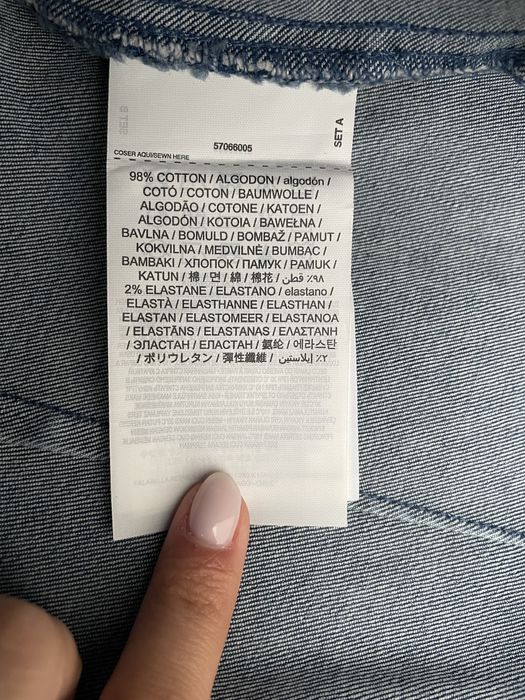 SET B
57066005
SET A
COSER AQUI/SEWN HERE
98% COTTON / ALGODON / algodón /
COTÓ / COTON / BAUMWOLLE /
ALGODÃO / COTONE / KATOEN /
ALGODÓN / KOTOIA / BAWEŁNA /
BAVLNA / BOMULD / BOMBAŽ / PAMUT /
KOKVILNA / MEDVILNĖ / BUMBAC /
BAMBAKI / ХЛОПОК / ПАМУК / PAMUK /
KATUN / 棉 / 면 / 綿 / 棉花 / ٩٨٪ قطن
2% ELASTANE / ELASTANO / elastano /
ELASTÀ / ELASTHANNE / ELASTHAN /
ELASTAN / ELASTOMEER / ELASTANOA
/ ELASTĀNS / ELASTANAS / ΕΛΑΣΤΑΝΗ
/ ЭЛАСТАН / ЕЛАСТАН / 氨纶 / 에라스탄
/ ポリウレタン / 彈性纖維 / ٢٪ إيلاستين